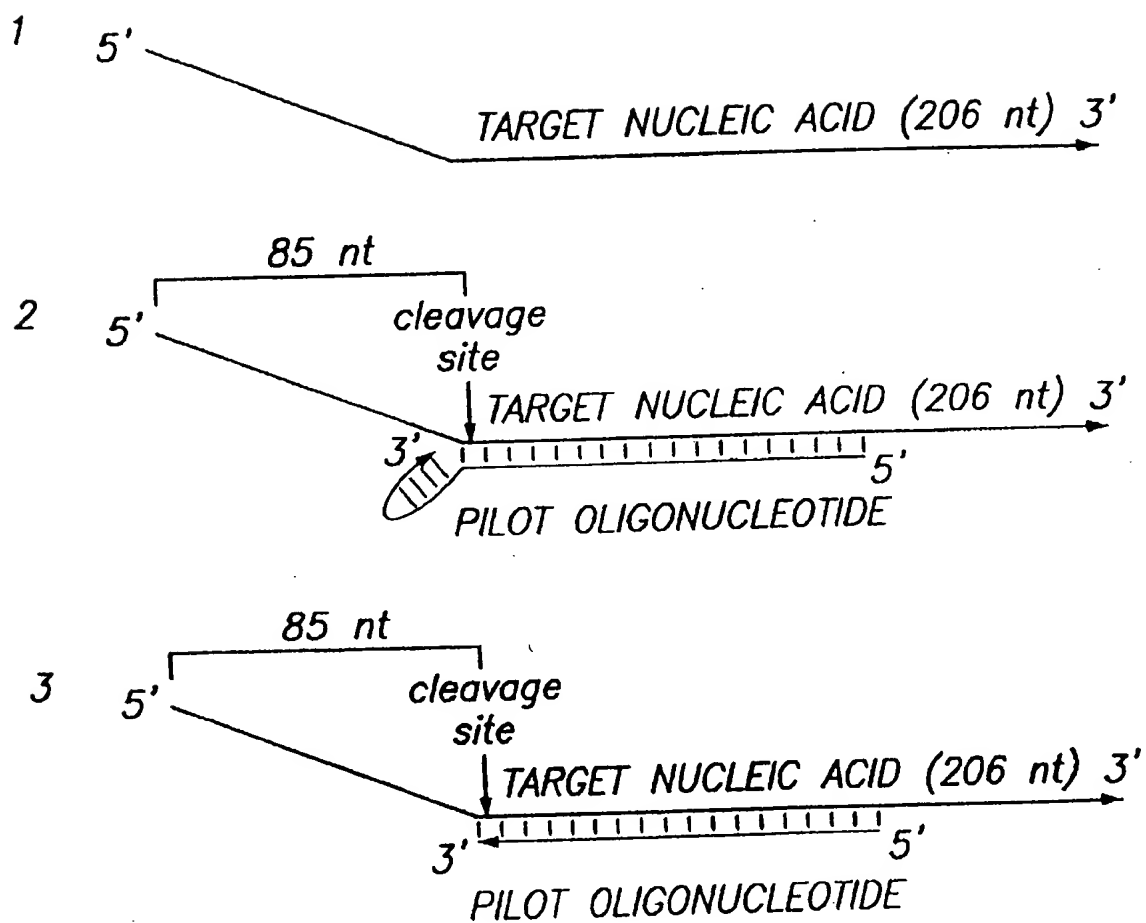 1
5'
TARGET NUCLEIC ACID (206 nt) 3'
85 nt
2
5'
cleavage
site
TARGET NUCLEIC ACID (206 nt) 3'
3'
5'
PILOT OLIGONUCLEOTIDE
85 nt
3
5'
cleavage
site
TARGET NUCLEIC ACID (206 nt) 3'
3'
5'
PILOT OLIGONUCLEOTIDE